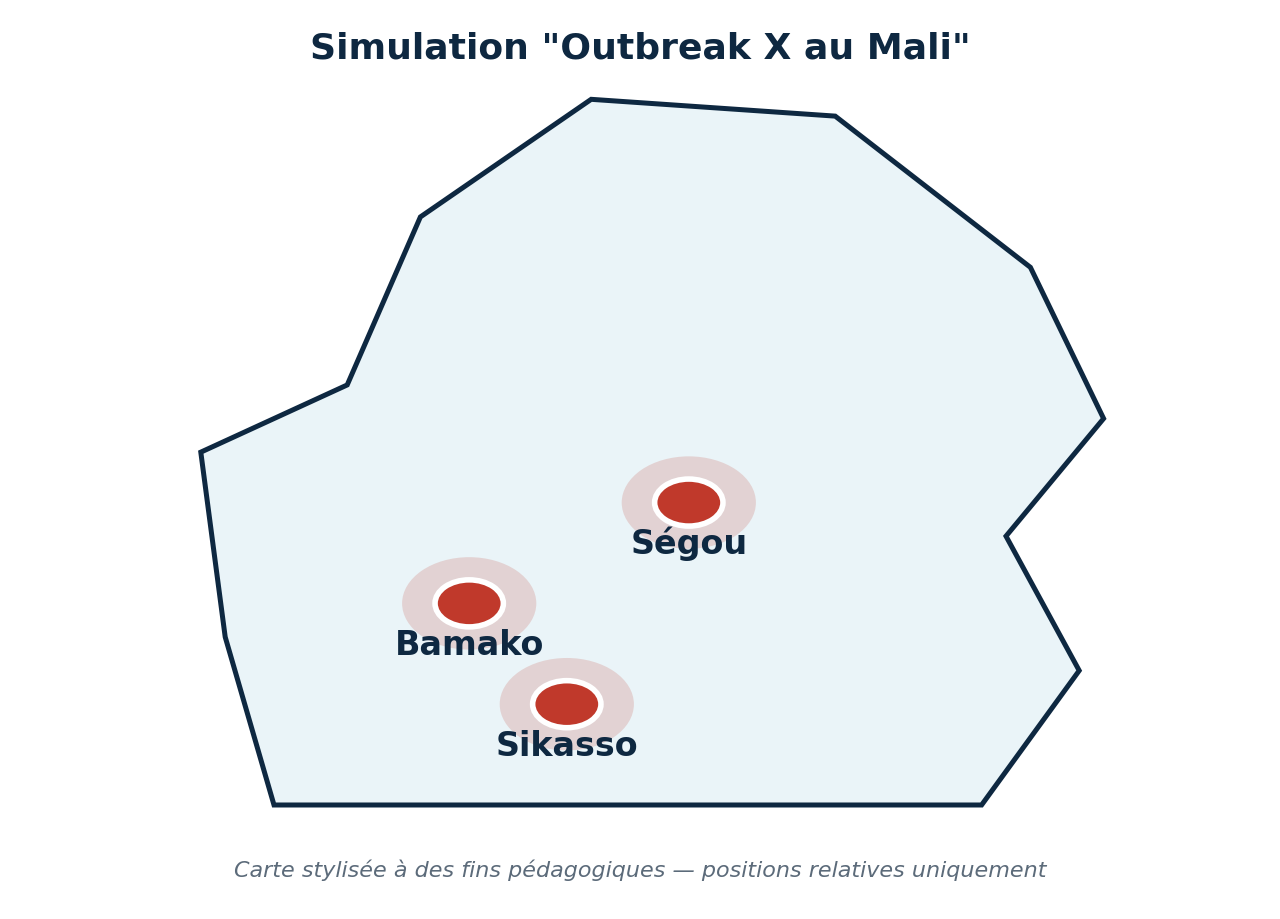 Simulation "Outbreak X au Mali"
Ségou
Bamako
Sikasso
Carte stylisée à des fins pédagogiques — positions relatives uniquement